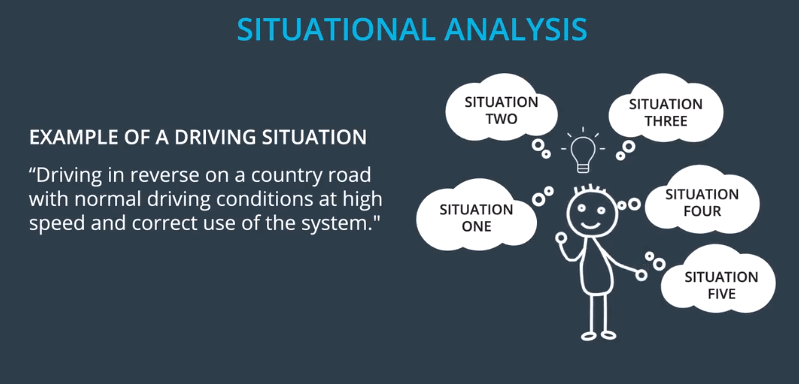 SITUATIONAL ANALYSIS
EXAMPLE OF A DRIVING SITUATION
“Driving in reverse on a country road
with normal driving conditions at high
speed and correct use of the system."
SITUATION
TWO
SITUATION
THREE
SITUATION
ONE
SITUATION
FOUR
SITUATION
FIVE